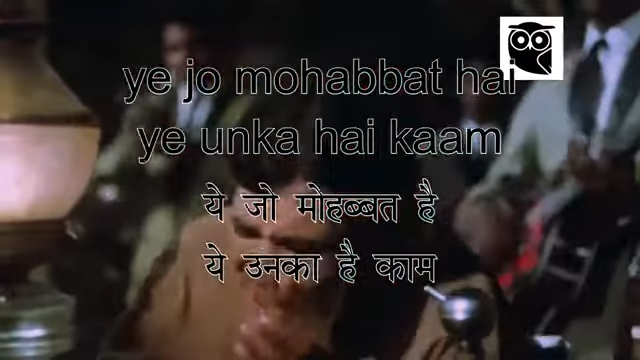 ye jo mohabbat hai
ye unka hai kaam
ये जो मोहब्बत है
ये उनका है काम